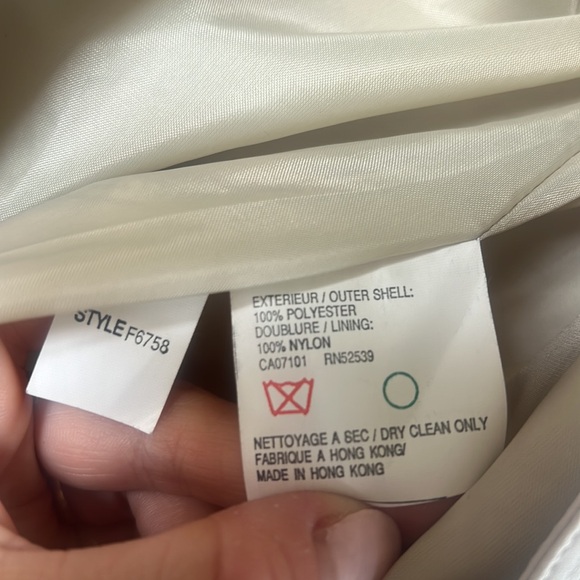 STYLE F6758
EXTERIEUR / OUTER SHELL:
100% POLYESTER
DOUBLURE / LINING:
100% NYLON
CA07101 RN52539
NETTOYAGE A SEC / DRY CLEAN ONLY
FABRIQUE A HONG KONG/
MADE IN HONG KONG